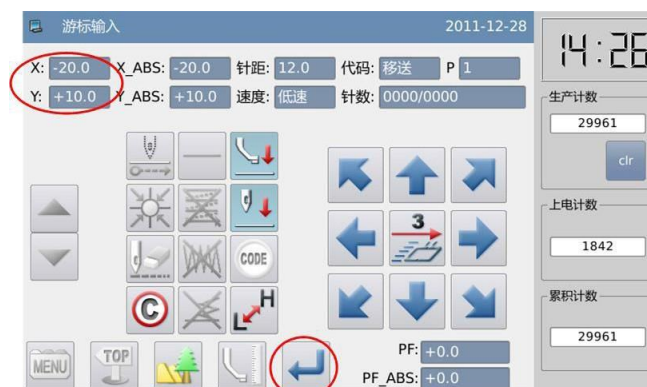 游标输入 2011-12-28
X: -20.0 X_ABS: -20.0 针距: 12.0 代码: 移送 P 1
Y: +10.0 Y_ABS: +10.0 速度: 低速 针数: 0000/0000
14:26
生产计数
29961
clr
上电计数
1842
累积计数
29961
3
CODE
C
H
L
MENU
TOP
PF: +0.0
PF_ABS: +0.0